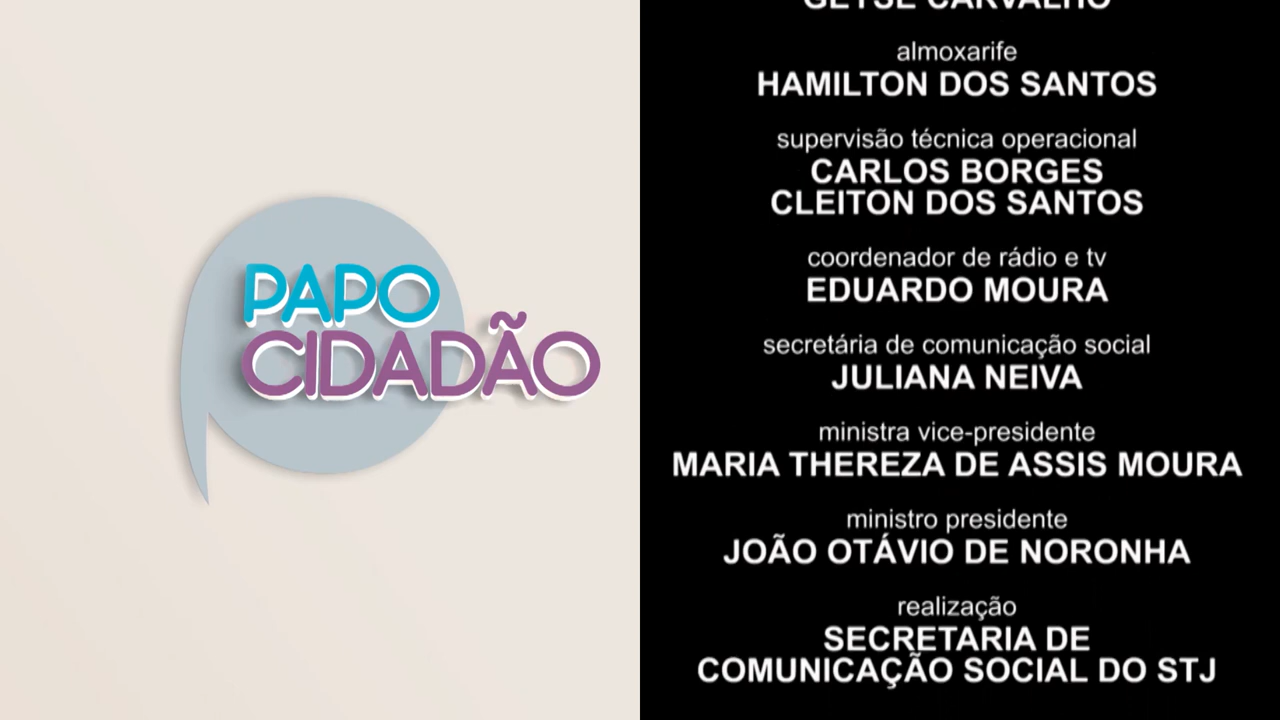 PAPO
CIDADÃO
GEYSE CARVALHO
almoxarife
HAMILTON DOS SANTOS
supervisão técnica operacional
CARLOS BORGES
CLEITON DOS SANTOS
coordenador de rádio e tv
EDUARDO MOURA
secretária de comunicação social
JULIANA NEIVA
ministra vice-presidente
MARIA THEREZA DE ASSIS MOURA
ministro presidente
JOÃO OTÁVIO DE NORONHA
realização
SECRETARIA DE
COMUNICAÇÃO SOCIAL DO STJ